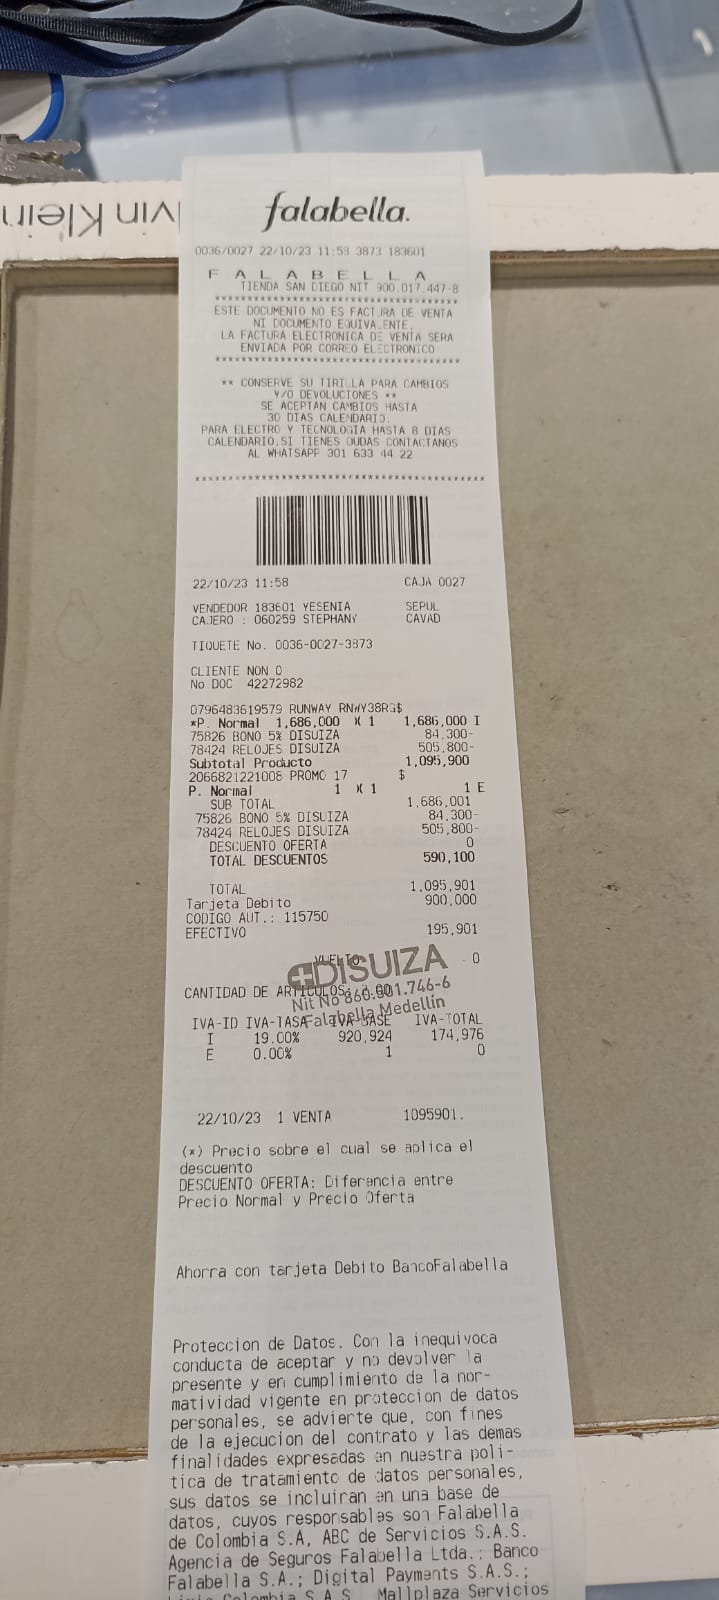 vin Klein
falabella.
0036/0027 22/10/23 11:59 3873 183601
F A L A B E L L A
TIENDA SAN DIEGO NIT 900.017.447-8
******************************************
ESTE DOCUMENTO NO ES FACTURA DE VENTA
NI DOCUMENTO EQUIVALENTE.
LA FACTURA ELECTRONICA DE VENTA SERA
ENVIADA POR CORREO ELECTRONICO
******************************************
** CONSERVE SU TIRILLA PARA CAMBIOS
Y/O DEVOLUCIONES **
SE ACEPTAN CAMBIOS HASTA
30 DIAS CALENDARIO.
PARA ELECTRO Y TECNOLOGIA HASTA 8 DIAS
CALENDARIO.SI TIENES DUDAS CONTACTANOS
AL WHATSAPP 301 633 44 22
******************************************
22/10/23 11:58 CAJA 0027
VENDEDOR 183601 YESENIA SEPUL
CAJERO : 060259 STEPHANY CAVAD
TIQUETE No. 0036-0027-3873
CLIENTE NON 0
No DOC 42272982
0796483619579 RUNWAY RNWY38RG$
*P. Normal 1,686,000 X 1 1,686,000 I
75826 BONO 5% DISUIZA 84,300-
78424 RELOJES DISUIZA 505,800-
Subtotal Producto 1,095,900
2066821221008 PROMO 17 $
P. Normal 1 X 1 1 E
SUB TOTAL 1,686,001
75826 BONO 5% DISUIZA 84,300-
78424 RELOJES DISUIZA 505,800-
DESCUENTO OFERTA 0
TOTAL DESCUENTOS 590,100
TOTAL 1,095,901
Tarjeta Debito 900,000
CODIGO AUT.: 115750
EFECTIVO 195,901
VUELTO 0
DISUIZA
CANTIDAD DE ARTICULOS:
Nit No 860.601.746-6
Falabella Medellin
IVA-ID IVA-TASA IVA-BASE IVA-TOTAL
I 19.00% 920,924 174,976
E 0.00% 1 0
22/10/23 1 VENTA 1095901.
(*) Precio sobre el cual se aplica el
descuento
DESCUENTO OFERTA: Diferencia entre
Precio Normal y Precio Oferta
Ahorra con tarjeta Debito BancoFalabella
Proteccion de Datos. Con la inequivoca
conducta de aceptar y no devolver la
presente y en cumplimiento de la nor-
matividad vigente en proteccion de datos
personales, se advierte que, con fines
de la ejecucion del contrato y las demas
finalidades expresadas en nuestra poli-
tica de tratamiento de datos personales,
sus datos se incluiran en una base de
datos, cuyos responsables son Falabella
de Colombia S.A, ABC de Servicios S.A.S.
Agencia de Seguros Falabella Ltda.; Banco
Falabella S.A.; Digital Payments S.A.S.;
Colombia S.A.S. Mallplaza Servicios